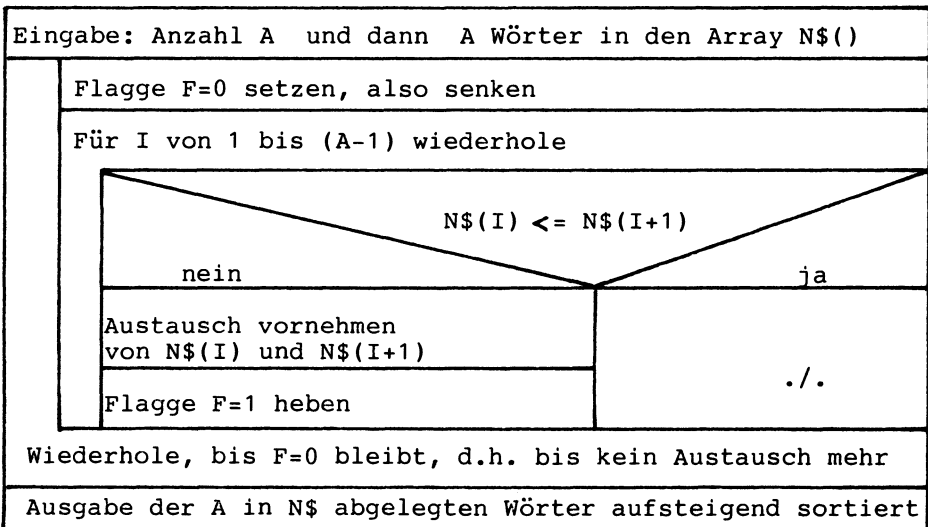 Eingabe: Anzahl A und dann A Wörter in den Array N$()
Flagge F=0 setzen, also senken
Für I von 1 bis (A-1) wiederhole
N$(I) <= N$(I+1)
nein
ja
Austausch vornehmen
von N$(I) und N$(I+1)
./.
Flagge F=1 heben
Wiederhole, bis F=0 bleibt, d.h. bis kein Austausch mehr
Ausgabe der A in N$ abgelegten Wörter aufsteigend sortiert